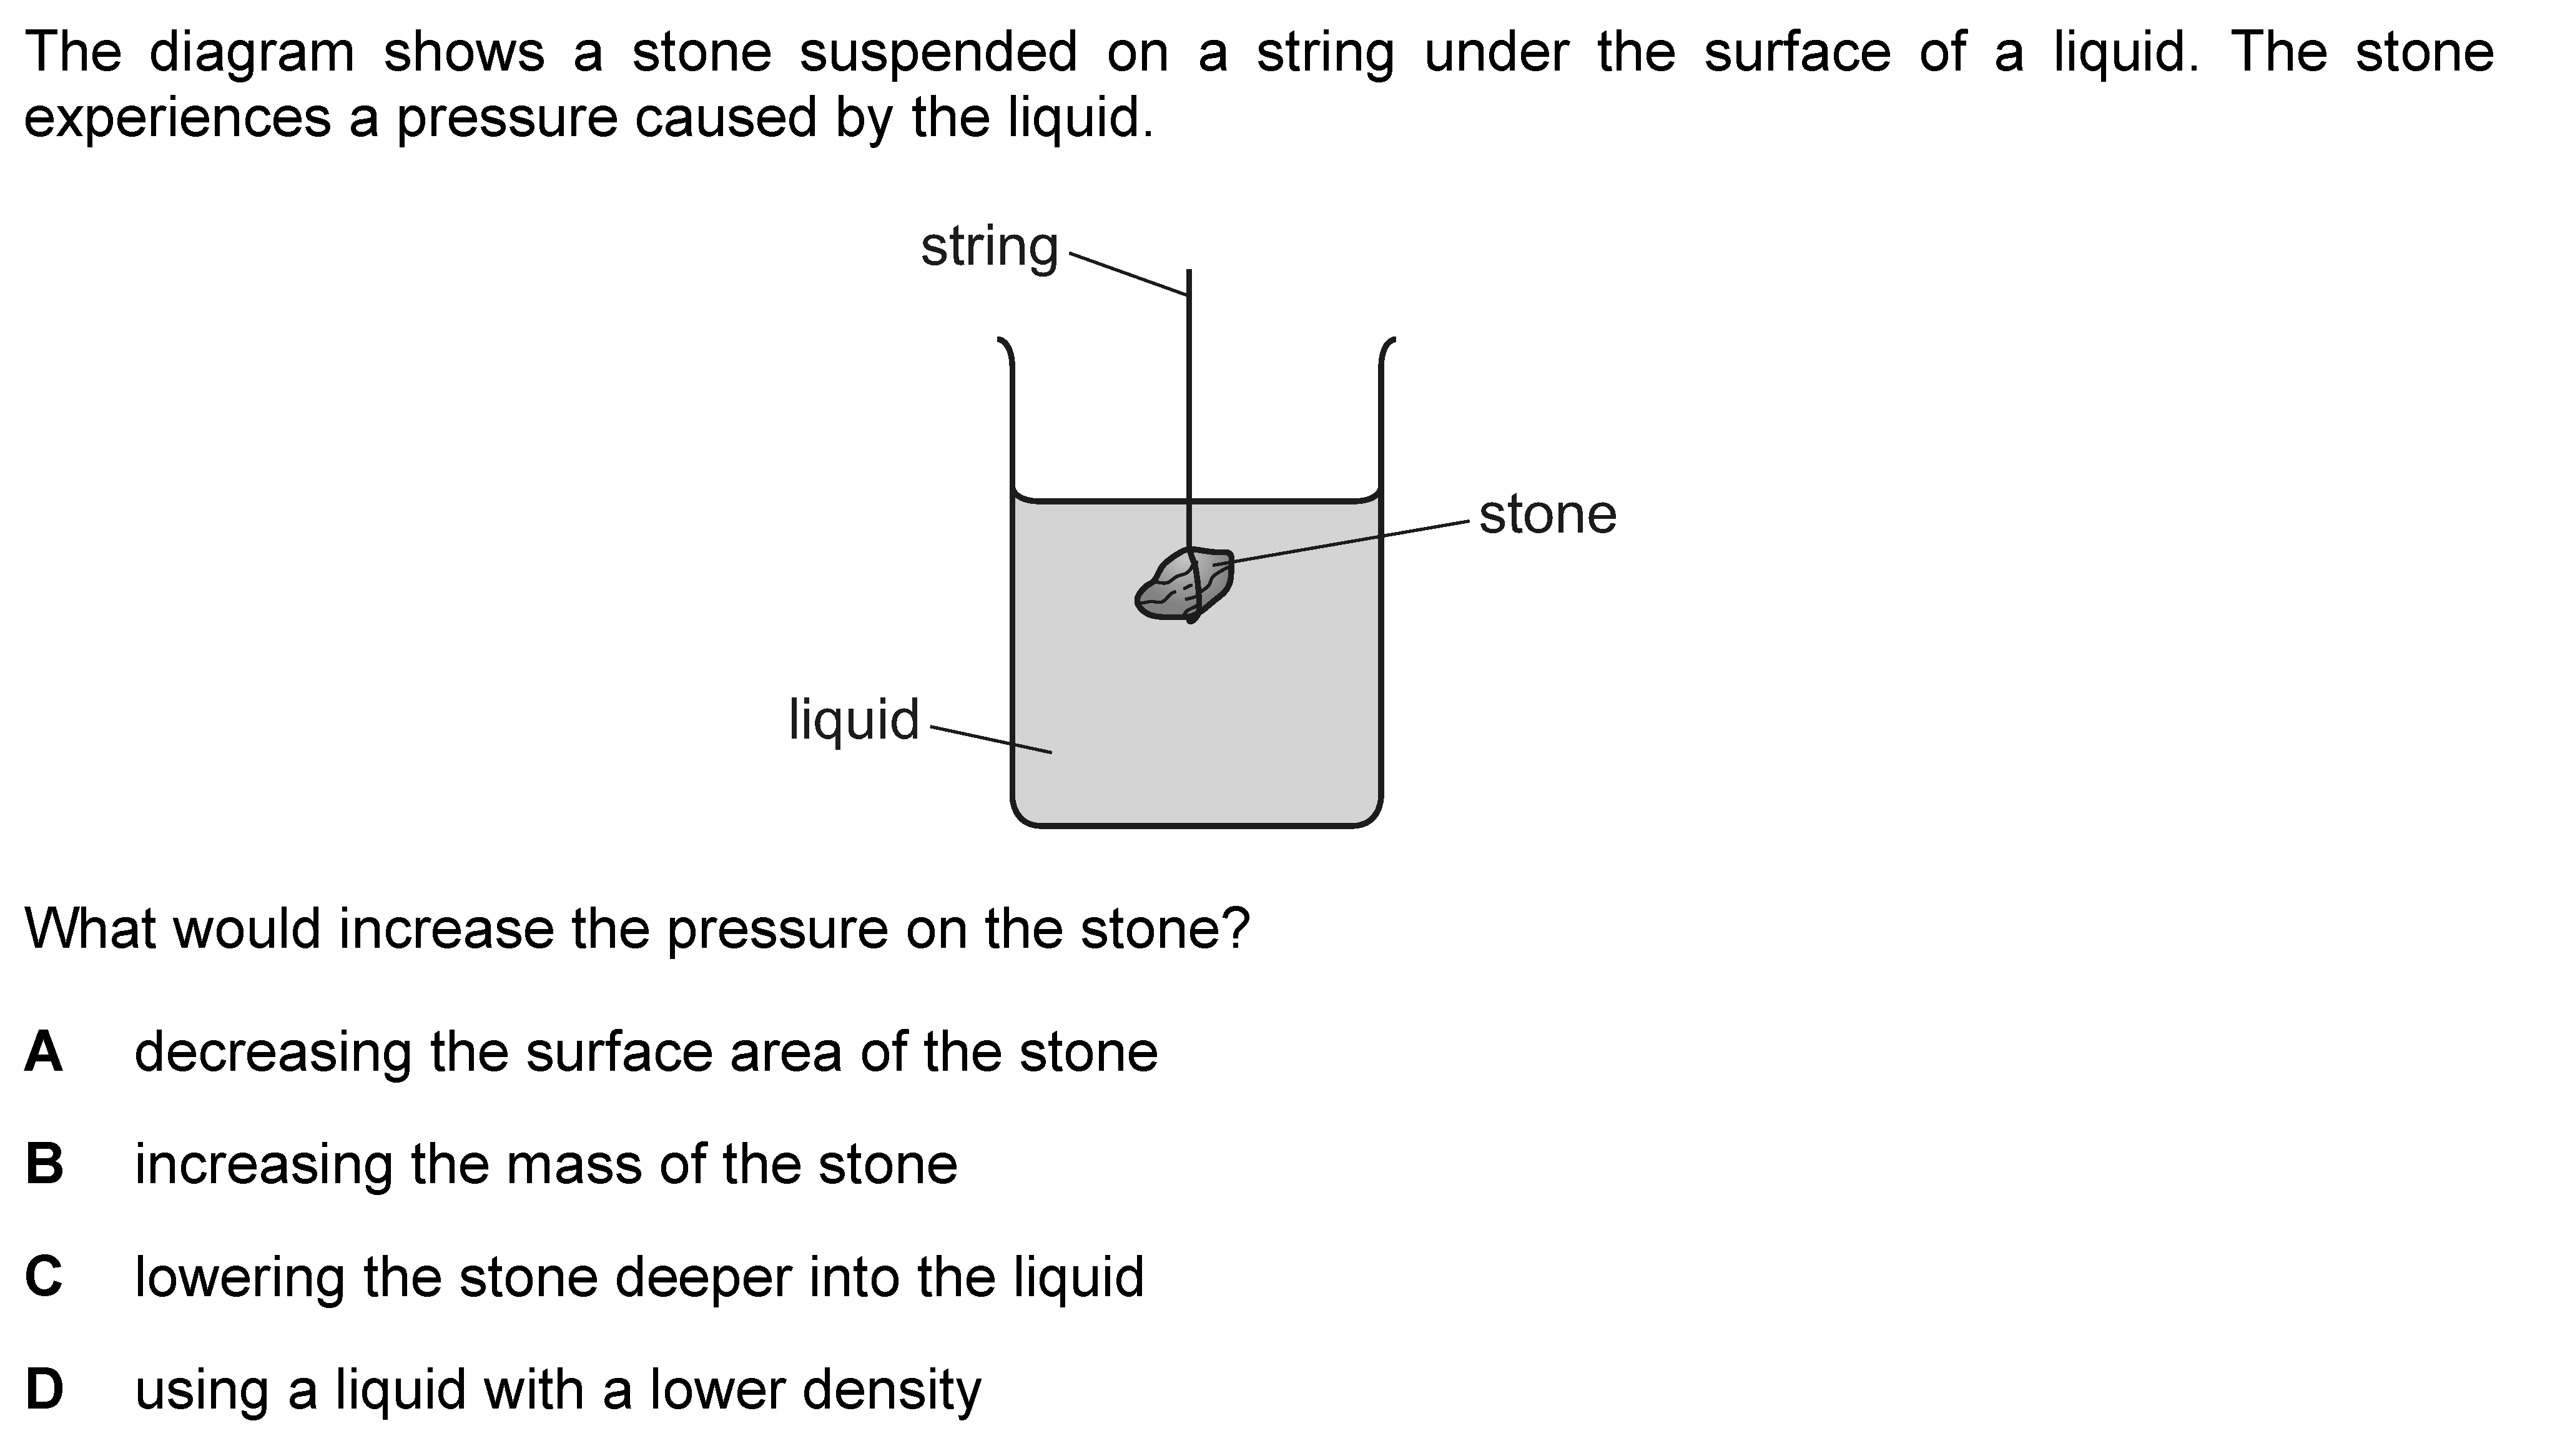 The diagram shows a stone suspended on a string under the surface of a liquid. The stone
experiences a pressure caused by the liquid.
string
stone
liquid
What would increase the pressure on the stone?
A decreasing the surface area of the stone
B increasing the mass of the stone
C lowering the stone deeper into the liquid
D using a liquid with a lower density